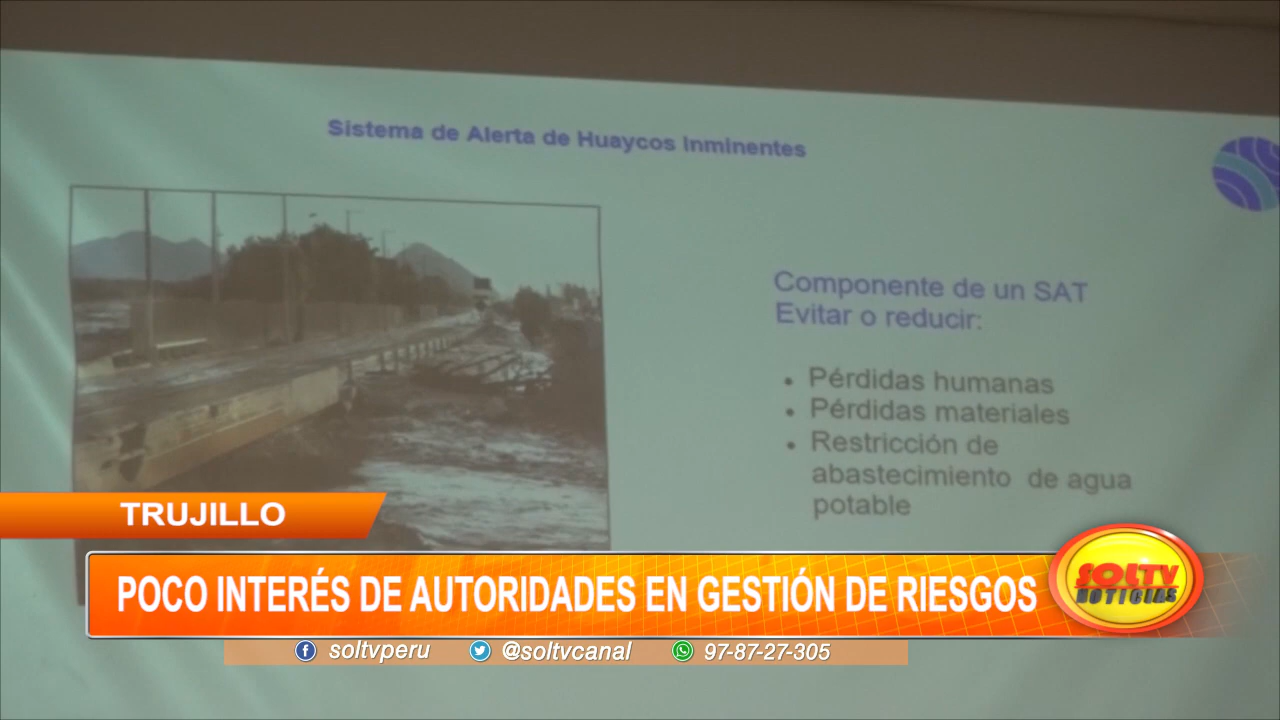 Sistema de Alerta de Huaycos Inminentes
Componente de un SAT
Evitar o reducir:
• Pérdidas humanas
• Pérdidas materiales
• Restricción de
abastecimiento de agua
potable
TRUJILLO
POCO INTERÉS DE AUTORIDADES EN GESTIÓN DE RIESGOS
SOLTV
NOTICIAS
soltvperu @soltvcanal 97-87-27-305